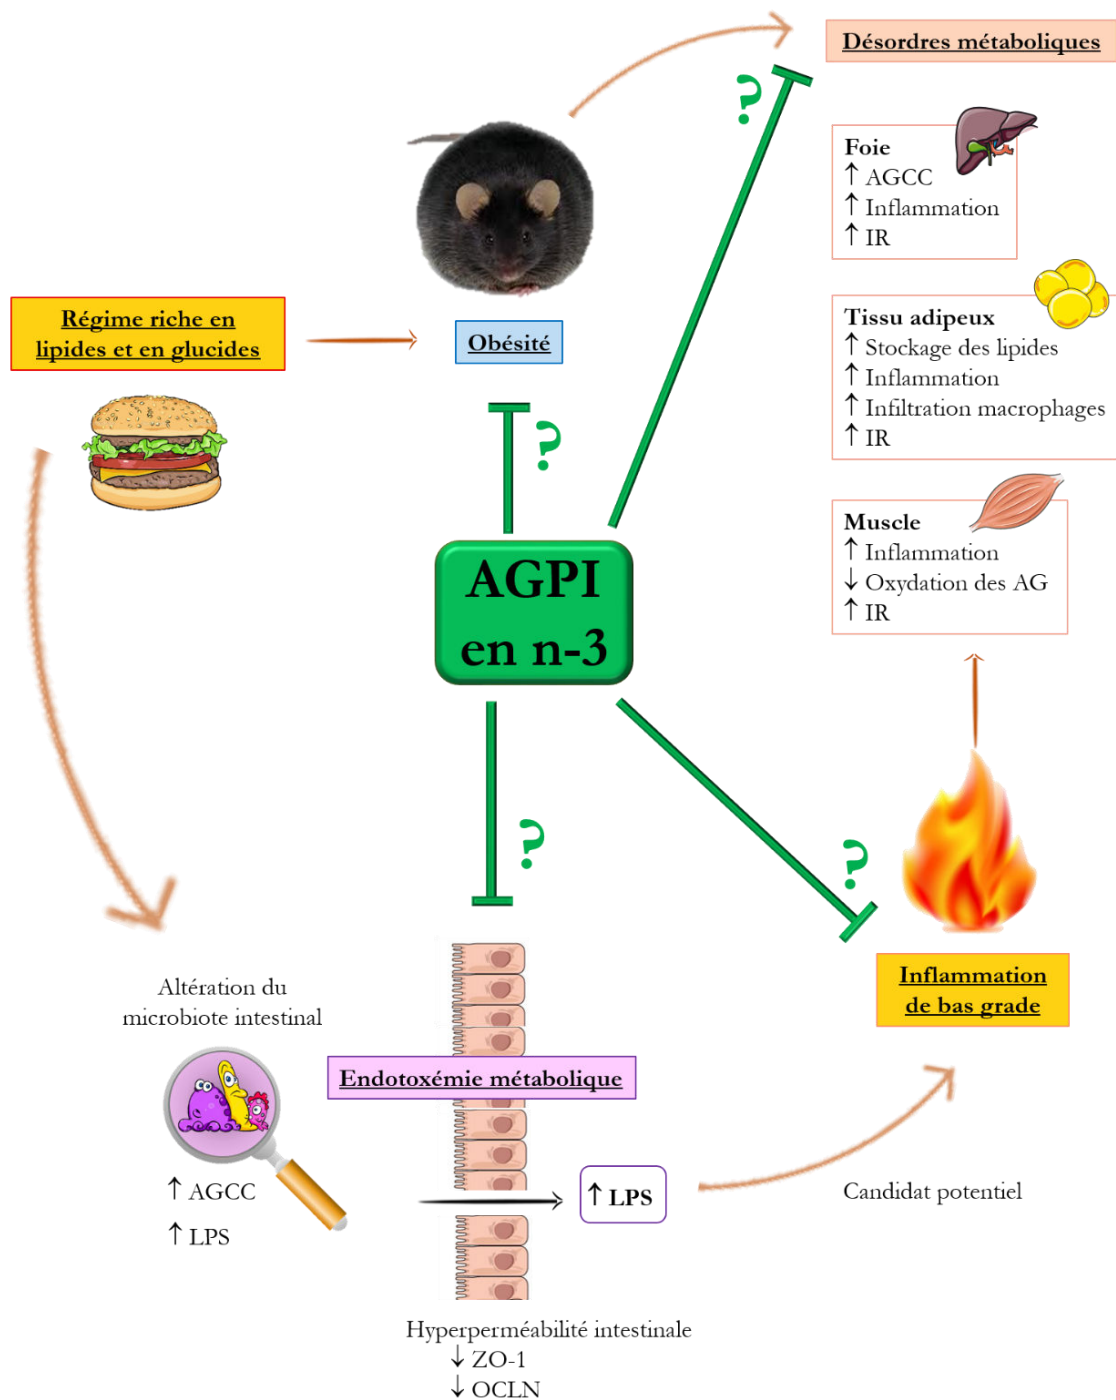 Désordres métaboliques
?
Foie
↑ AGCC
↑ Inflammation
↑ IR
Régime riche en
lipides et en glucides
Obésité
Tissu adipeux
↑ Stockage des lipides
↑ Inflammation
↑ Infiltration macrophages
↑ IR
?
Muscle
↑ Inflammation
↓ Oxydation des AG
↑ IR
AGPI
en n-3
?
?
Inflammation
de bas grade
Altération du
microbiote intestinal
Endotoxémie métabolique
↑ AGCC
↑ LPS
↑ LPS
Candidat potentiel
Hyperperméabilité intestinale
↓ ZO-1
↓ OCLN